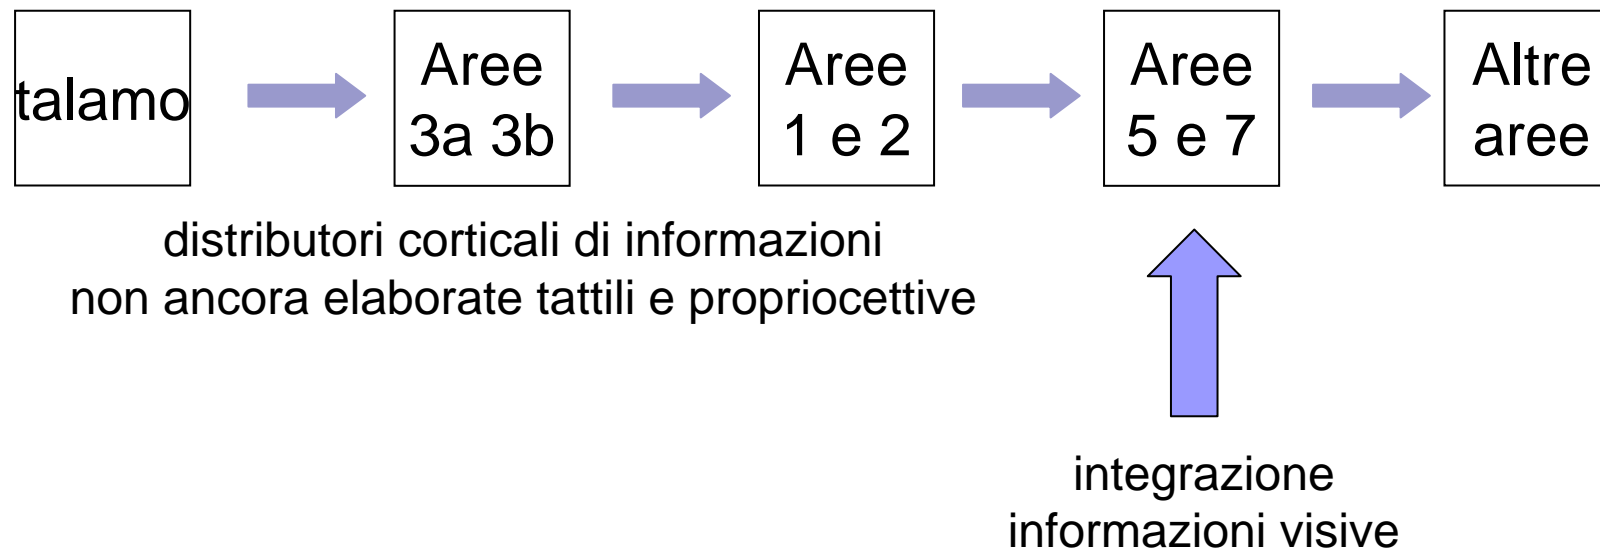 talamo
Aree
3a 3b
Aree
1 e 2
Aree
5 e 7
Altre
aree
distributori corticali di informazioni
non ancora elaborate tattili e propriocettive
integrazione
informazioni visive